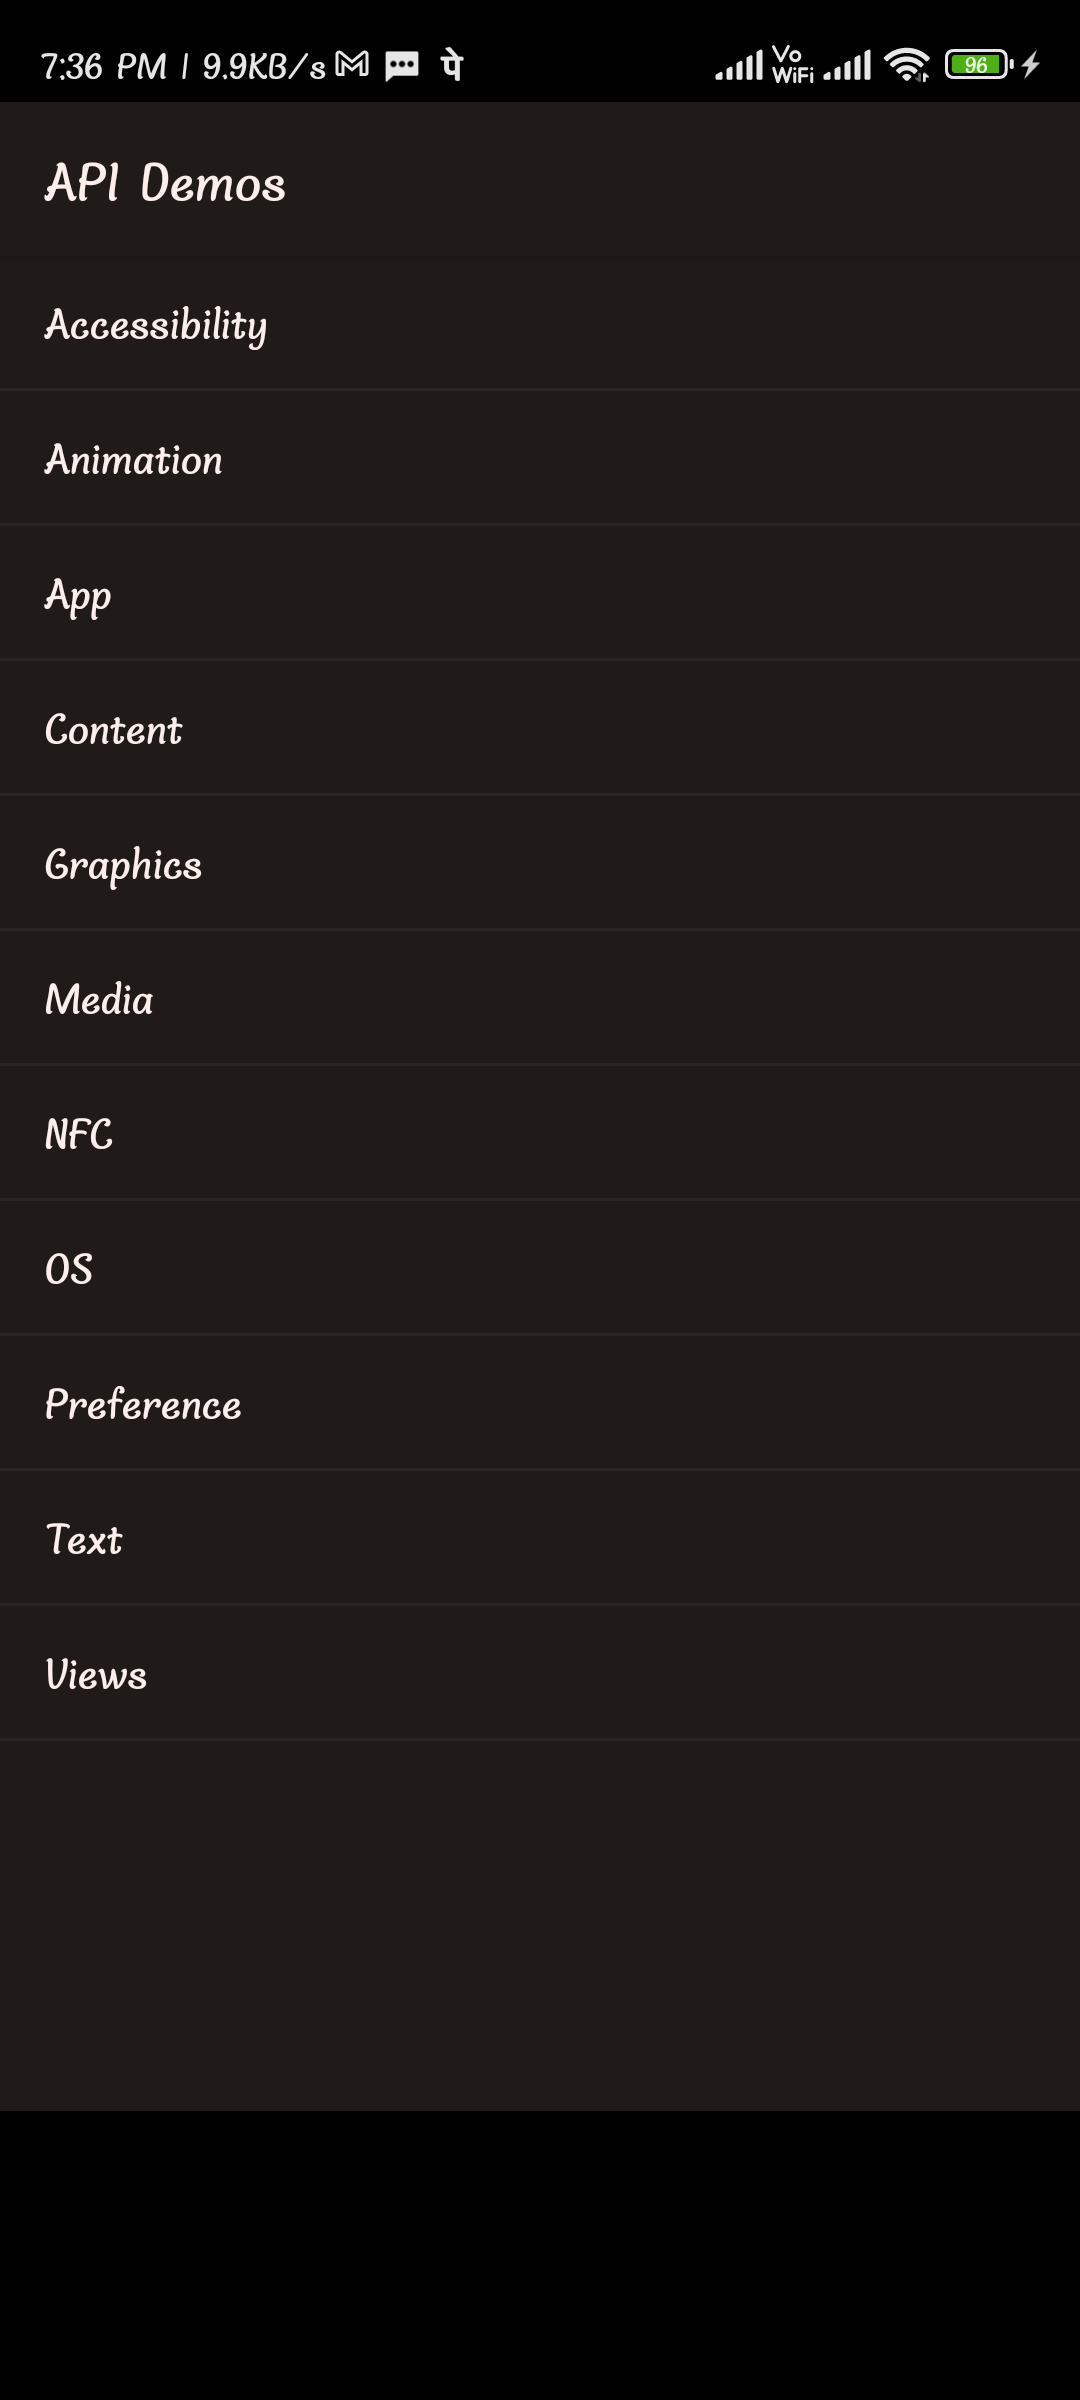 7:36 PM | 9.9KB/s पे Vo WiFi 96
API Demos
Accessibility
Animation
App
Content
Graphics
Media
NFC
OS
Preference
Text
Views